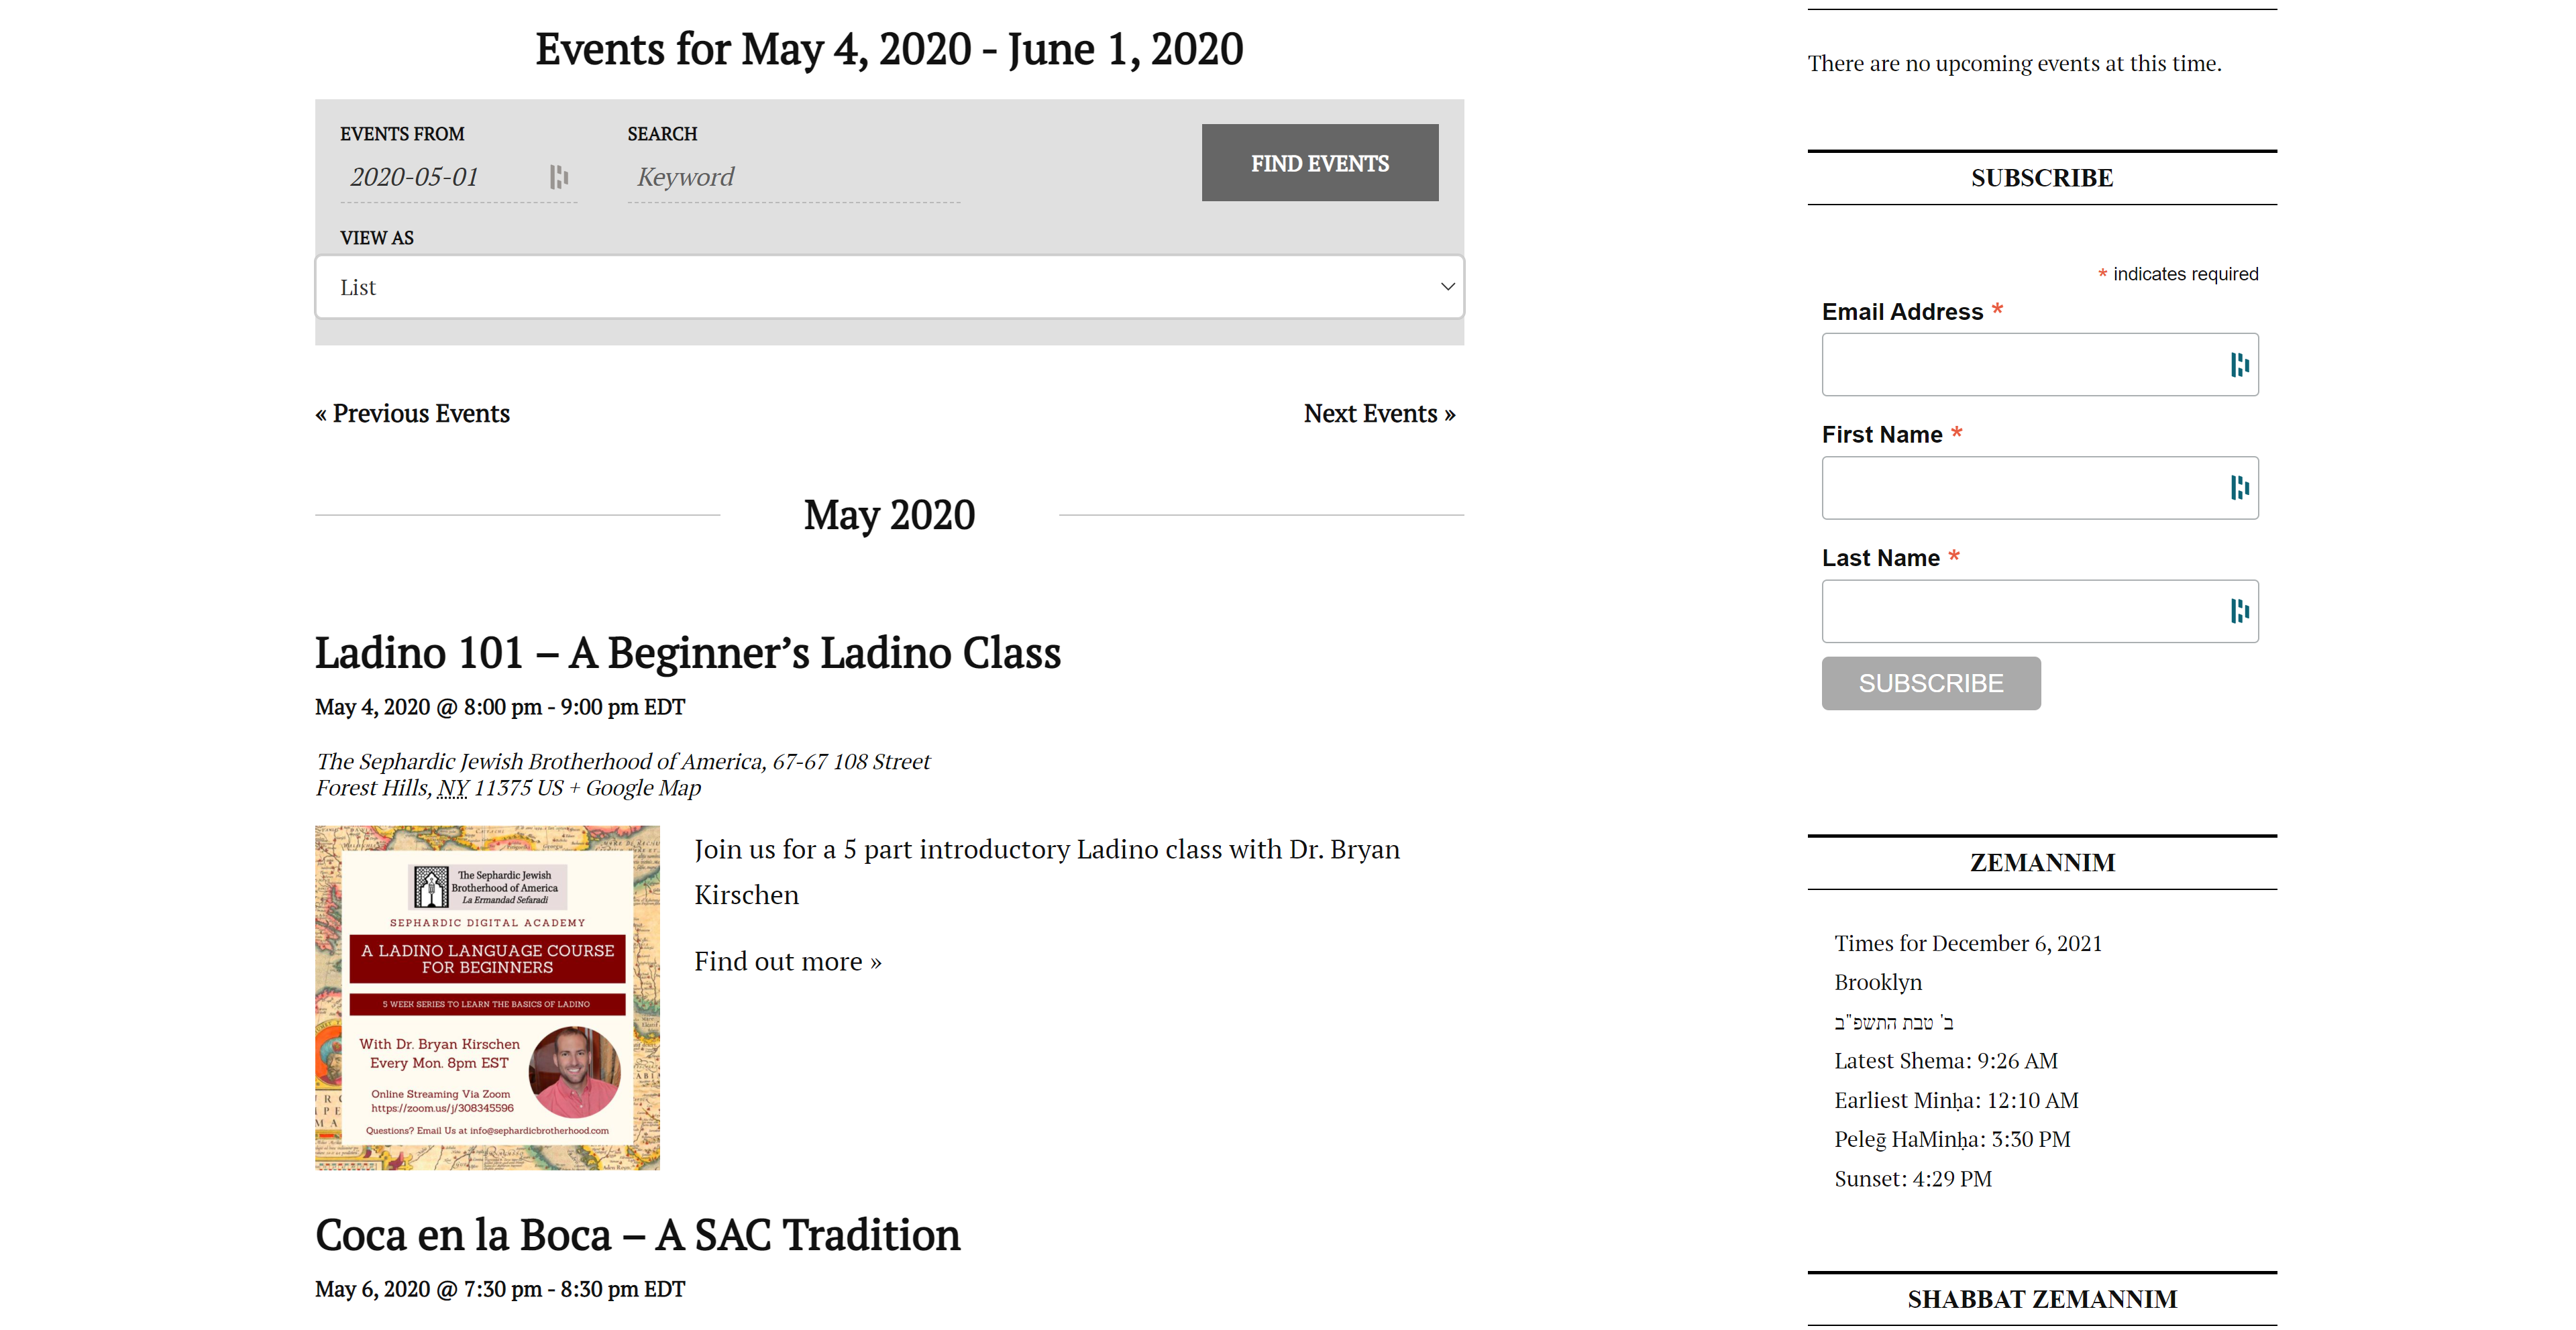 Events for May 4, 2020 - June 1, 2020
EVENTS FROM
2020-05-01
SEARCH
Keyword
FIND EVENTS
VIEW AS
List
« Previous Events
Next Events »
May 2020
Ladino 101 – A Beginner’s Ladino Class
May 4, 2020 @ 8:00 pm - 9:00 pm EDT
The Sephardic Jewish Brotherhood of America, 67-67 108 Street
Forest Hills, NY 11375 US + Google Map
The Sephardic Jewish
Brotherhood of America
La Ermandad Sefaradi
SEPHARDIC DIGITAL ACADEMY
A LADINO LANGUAGE COURSE
FOR BEGINNERS
5 WEEK SERIES TO LEARN THE BASICS OF LADINO
With Dr. Bryan Kirschen
Every Mon. 8pm EST
Online Streaming Via Zoom
https://zoom.us/j/308345596
Questions? Email Us at info@sephardicbrotherhood.com
Join us for a 5 part introductory Ladino class with Dr. Bryan
Kirschen
Find out more »
Coca en la Boca – A SAC Tradition
May 6, 2020 @ 7:30 pm - 8:30 pm EDT
There are no upcoming events at this time.
SUBSCRIBE
* indicates required
Email Address *
First Name *
Last Name *
SUBSCRIBE
ZEMANNIM
Times for December 6, 2021
Brooklyn
ב' טבת התשפ"ב
Latest Shema: 9:26 AM
Earliest Minḥa: 12:10 AM
Peleḡ HaMinḥa: 3:30 PM
Sunset: 4:29 PM
SHABBAT ZEMANNIM